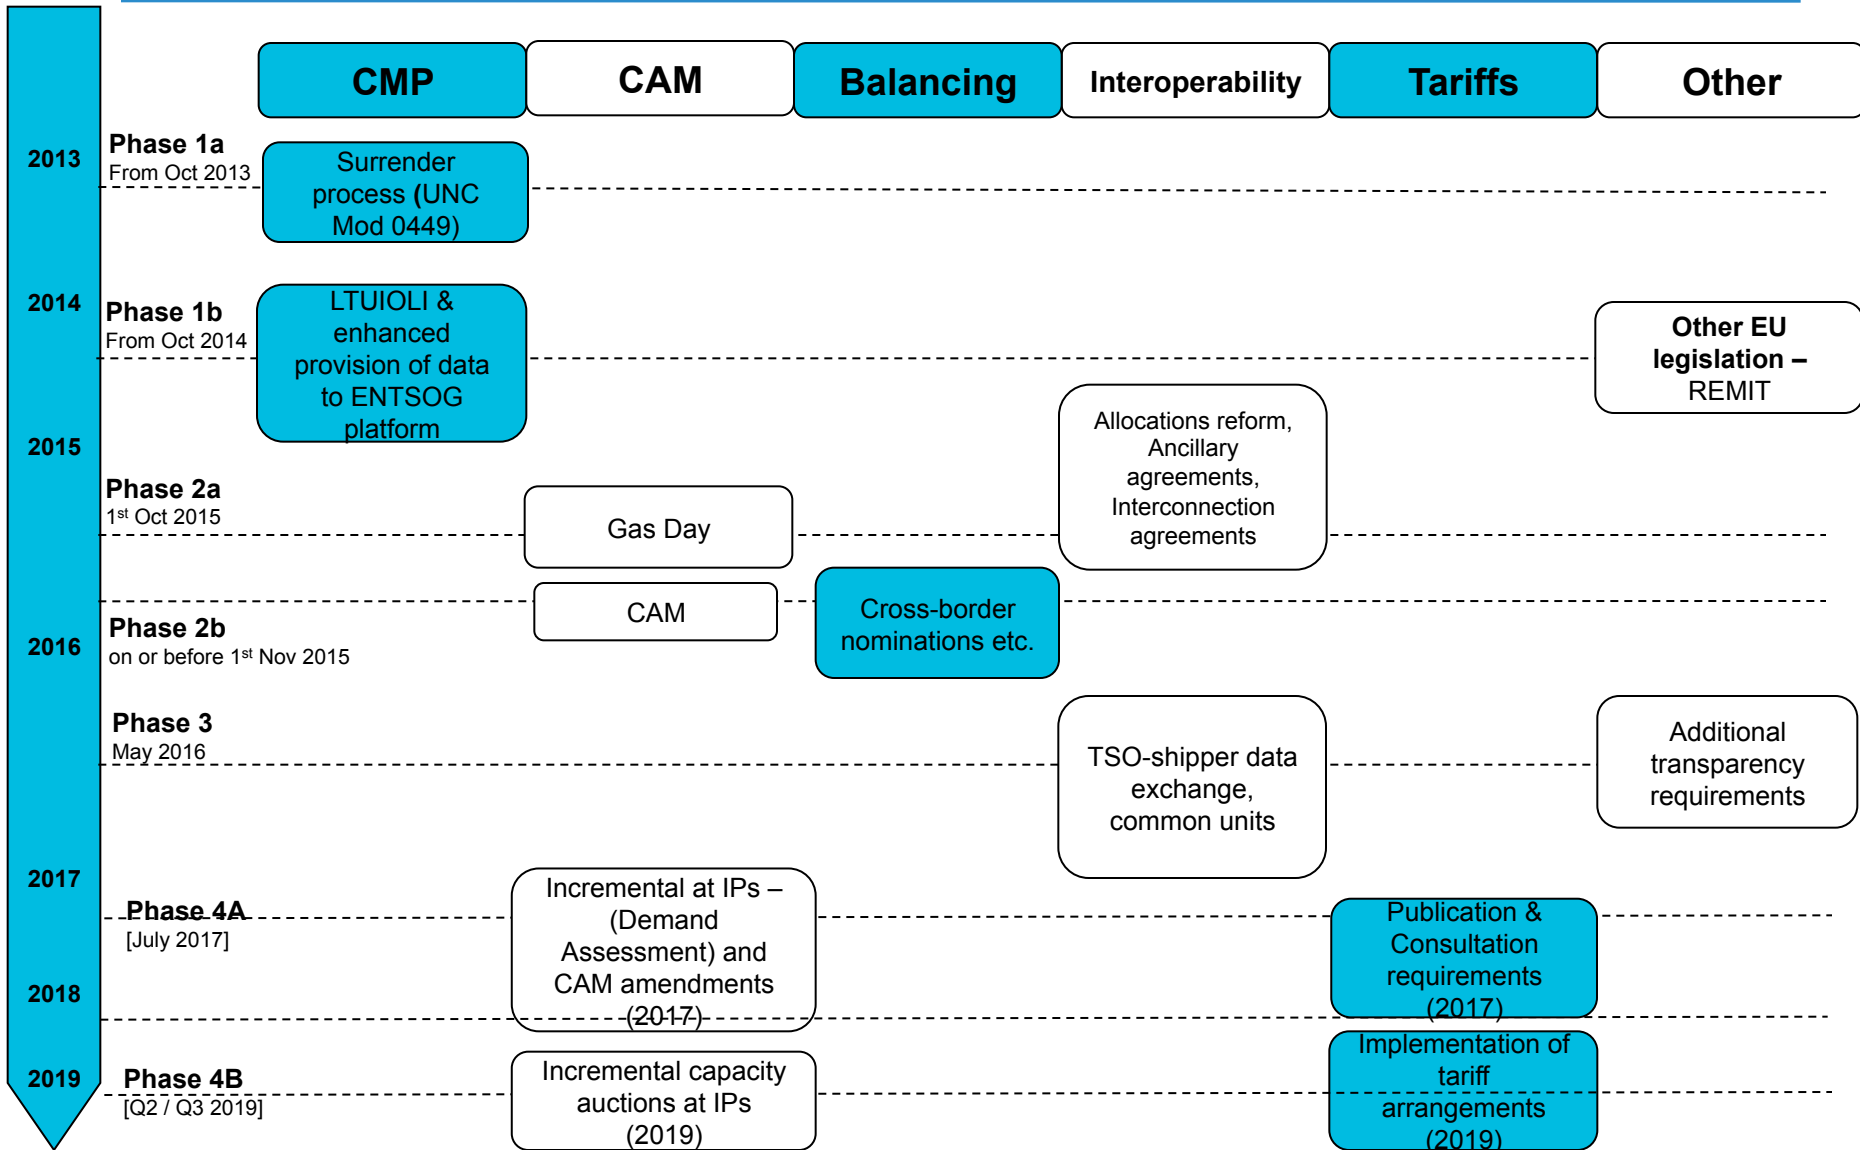 CMP
CAM
Balancing
Interoperability
Tariffs
Other
2013
Phase 1a
From Oct 2013
Surrender
process (UNC
Mod 0449)
2014
Phase 1b
From Oct 2014
LTUIOLI &
enhanced
provision of data
to ENTSOG
platform
Other EU
legislation –
REMIT
2015
Phase 2a
1st Oct 2015
Gas Day
Allocations reform,
Ancillary
agreements,
Interconnection
agreements
2016
Phase 2b
on or before 1st Nov 2015
CAM
Cross-border
nominations etc.
Phase 3
May 2016
TSO-shipper data
exchange,
common units
Additional
transparency
requirements
2017
Phase 4A
[July 2017]
Incremental at IPs –
(Demand
Assessment) and
CAM amendments
(2017)
Publication &
Consultation
requirements
(2017)
2018
2019
Phase 4B
[Q2 / Q3 2019]
Incremental capacity
auctions at IPs
(2019)
Implementation of
tariff
arrangements
(2019)